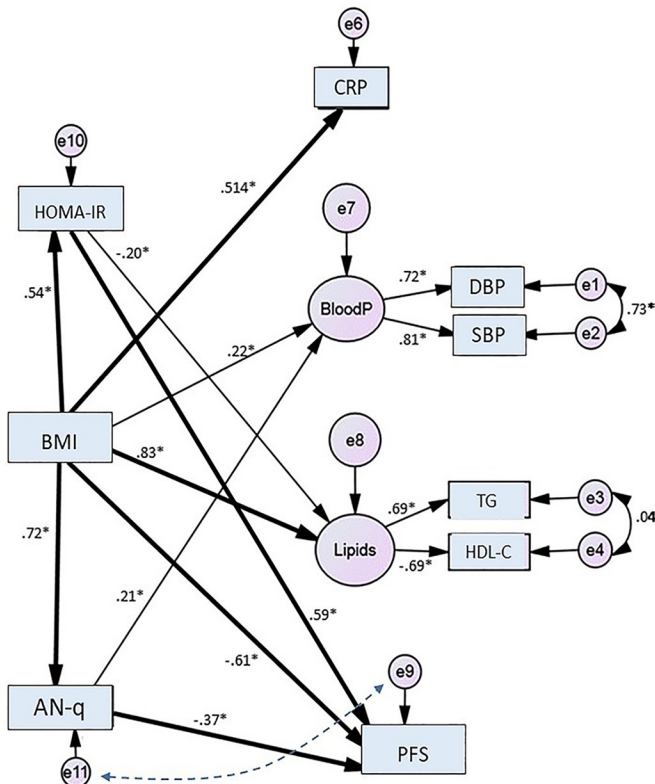 e6
CRP
e10
HOMA-IR
.514*
e7
-.20*
.54*
BloodP
.72*
DBP
e1
.73*
.81*
SBP
e2
.22*
BMI
.83*
e8
.69*
TG
e3
.04
Lipids
-.69*
HDL-C
e4
.72*
.21*
.59*
-.61*
e9
AN-q
-.37*
PFS
e11